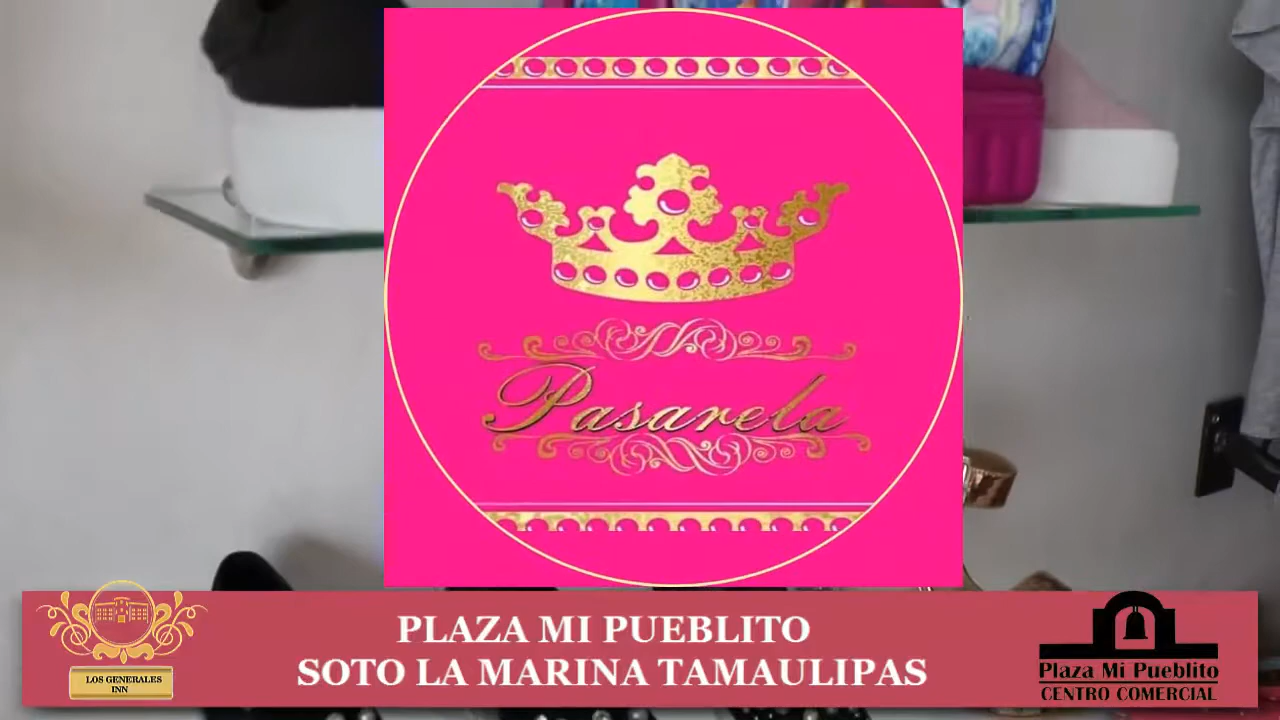 Pasarela
PLAZA MI PUEBLITO
SOTO LA MARINA TAMAULIPAS
LOS GENERALES
INN
Plaza Mi Pueblito
CENTRO COMERCIAL